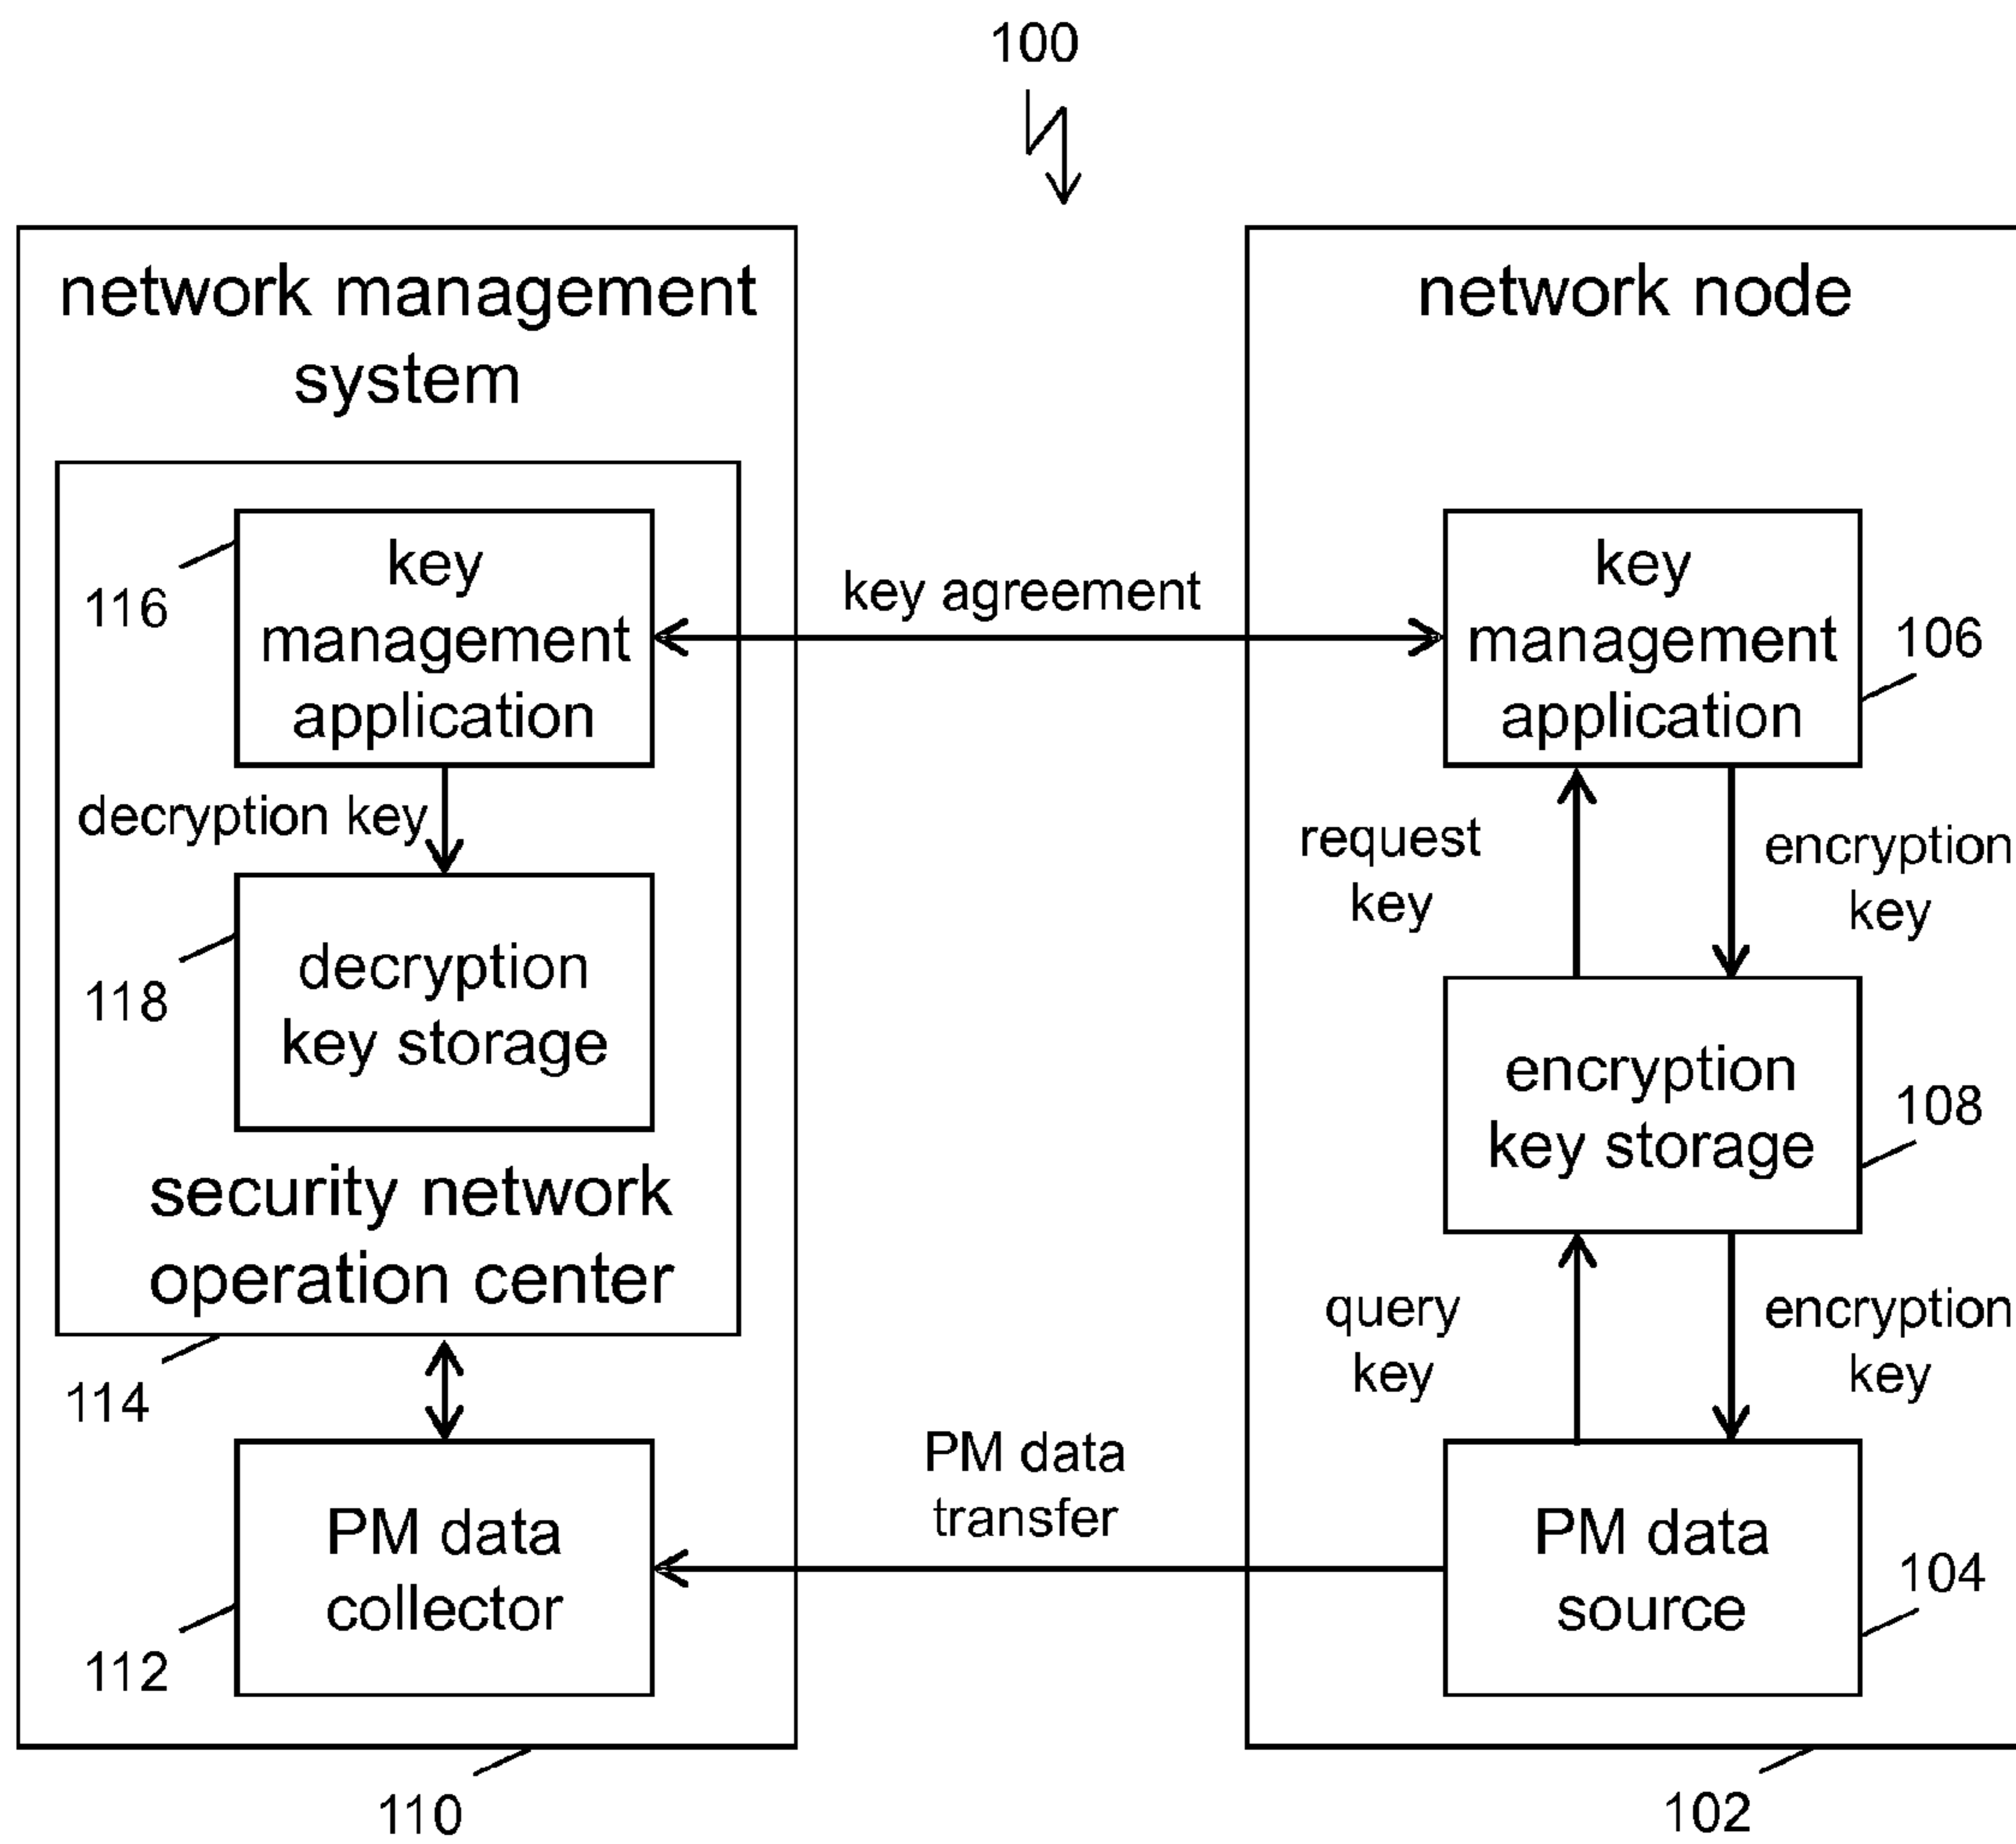 100
network management
system
network node
key
management
application
116
key agreement
key
management
application
106
decryption key
request
key
encryption
key
decryption
key storage
118
encryption
key storage
108
security network
operation center
114
query
key
encryption
key
PM data
collector
112
PM data
transfer
PM data
source
104
110
102